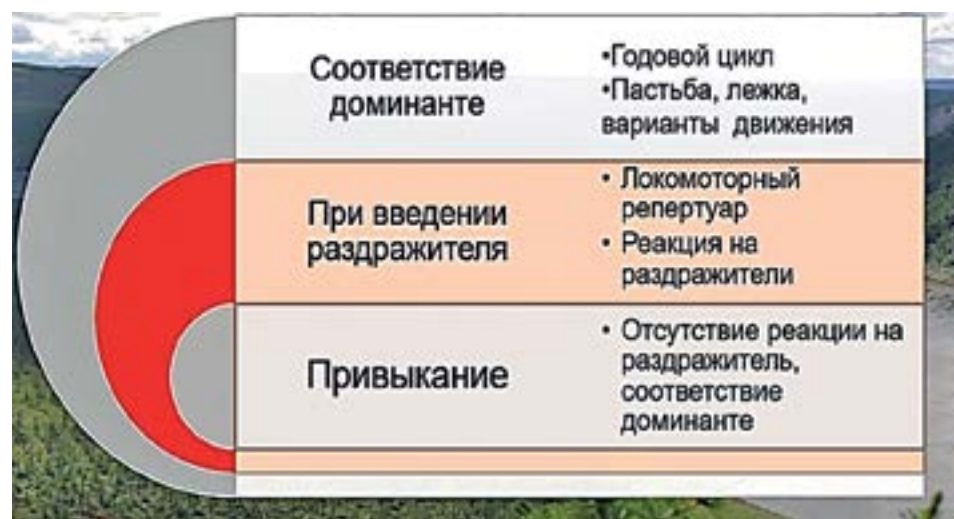 Соответствие
доминанте
•Годовой цикл
•Пастьба, лежка,
варианты движения
При введении
раздражителя
• Локомоторный
репертуар
• Реакция на
раздражители
Привыкание
• Отсутствие реакции на
раздражитель,
соответствие
доминанте